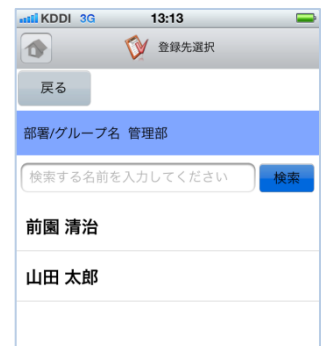 KDDI 3G 13:13
登録先選択
戻る
部署/グループ名 管理部
検索する名前を入力してください 検索
前園 清治
山田 太郎